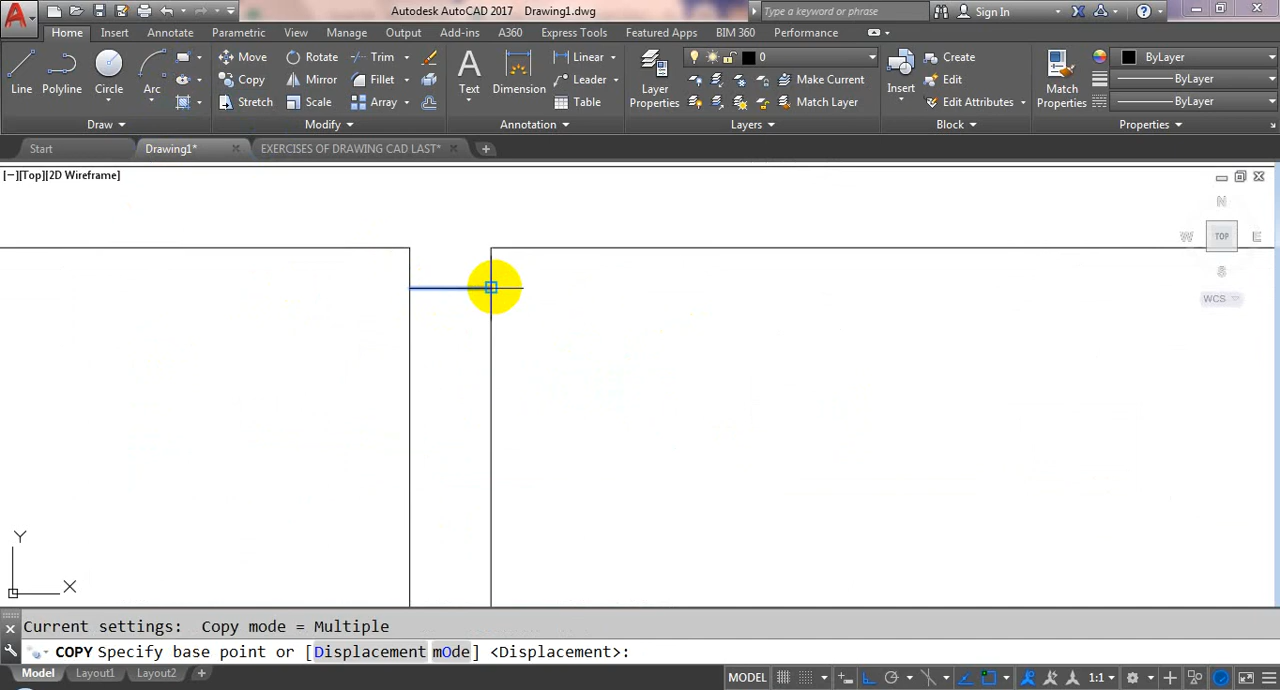 Autodesk AutoCAD 2017 Drawing1.dwg
Type a keyword or phrase
Sign In
Home Insert Annotate Parametric View Manage Output Add-ins A360 Express Tools Featured Apps BIM 360 Performance
Line Polyline Circle Arc
Draw
Move Rotate Trim
Copy Mirror Fillet
Stretch Scale Array
Modify
Text Dimension
Linear
Leader
Table
Annotation
Layer Properties
0
Make Current
Match Layer
Layers
Insert
Create
Edit
Edit Attributes
Block
Match Properties
ByLayer
ByLayer
ByLayer
Properties
Start Drawing1* EXERCISES OF DRAWING CAD LAST*
[−][Top][2D Wireframe]
N
W TOP E
S
WCS
Y
X
Current settings: Copy mode = Multiple
COPY Specify base point or [Displacement mOde] <Displacement>:
Model Layout1 Layout2
MODEL 1:1